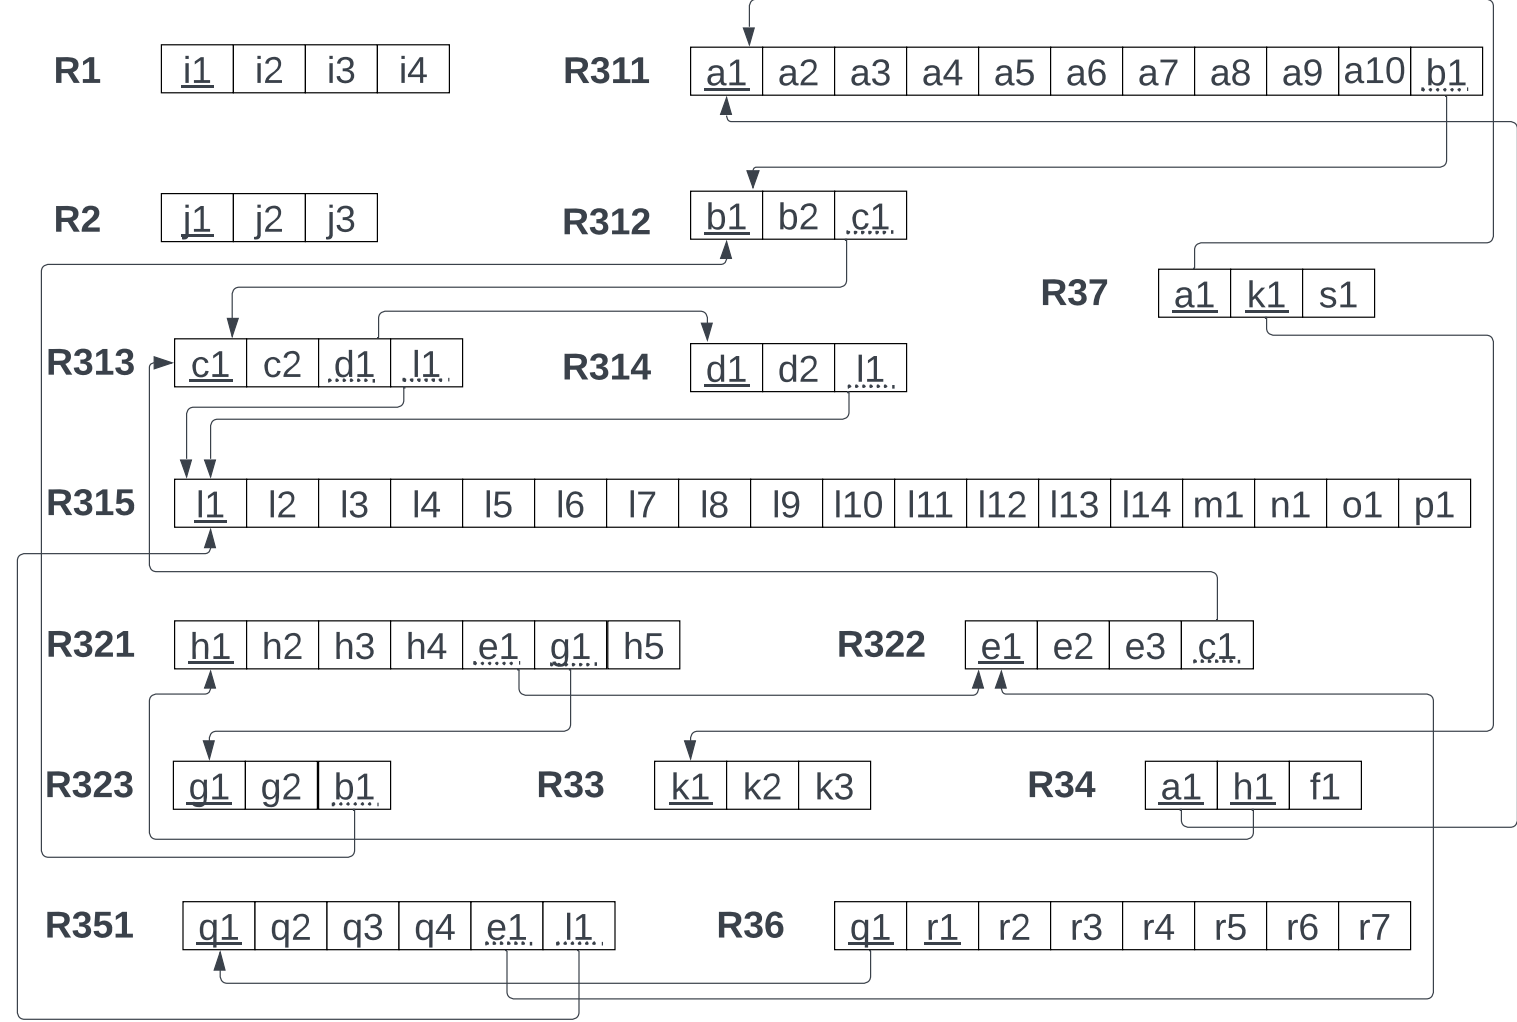 R1 i1 i2 i3 i4
R311 a1 a2 a3 a4 a5 a6 a7 a8 a9 a10 b1
R2 j1 j2 j3
R312 b1 b2 c1
R37 a1 k1 s1
R313 c1 c2 d1 l1
R314 d1 d2 l1
R315 l1 l2 l3 l4 l5 l6 l7 l8 l9 l10 l11 l12 l13 l14 m1 n1 o1 p1
R321 h1 h2 h3 h4 e1 g1 h5
R322 e1 e2 e3 c1
R323 g1 g2 b1
R33 k1 k2 k3
R34 a1 h1 f1
R351 q1 q2 q3 q4 e1 l1
R36 q1 r1 r2 r3 r4 r5 r6 r7